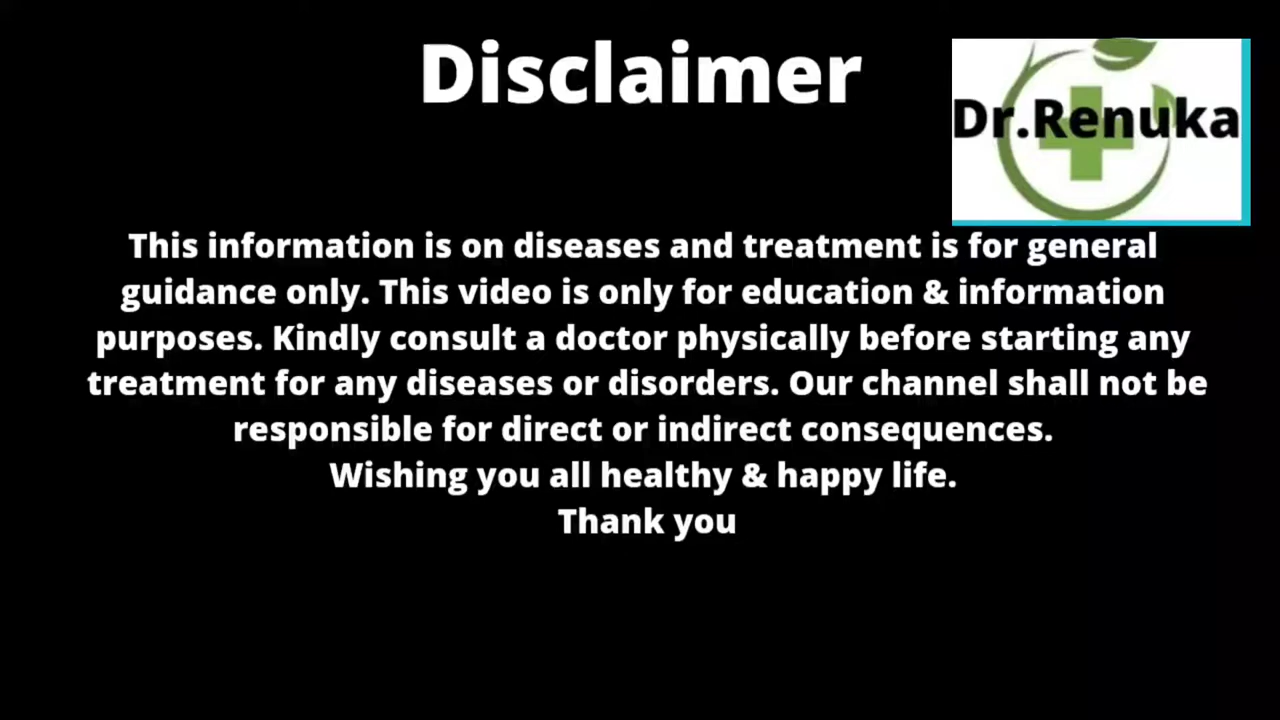 Disclaimer
Dr.Renuka
This information is on diseases and treatment is for general
guidance only. This video is only for education & information
purposes. Kindly consult a doctor physically before starting any
treatment for any diseases or disorders. Our channel shall not be
responsible for direct or indirect consequences.
Wishing you all healthy & happy life.
Thank you